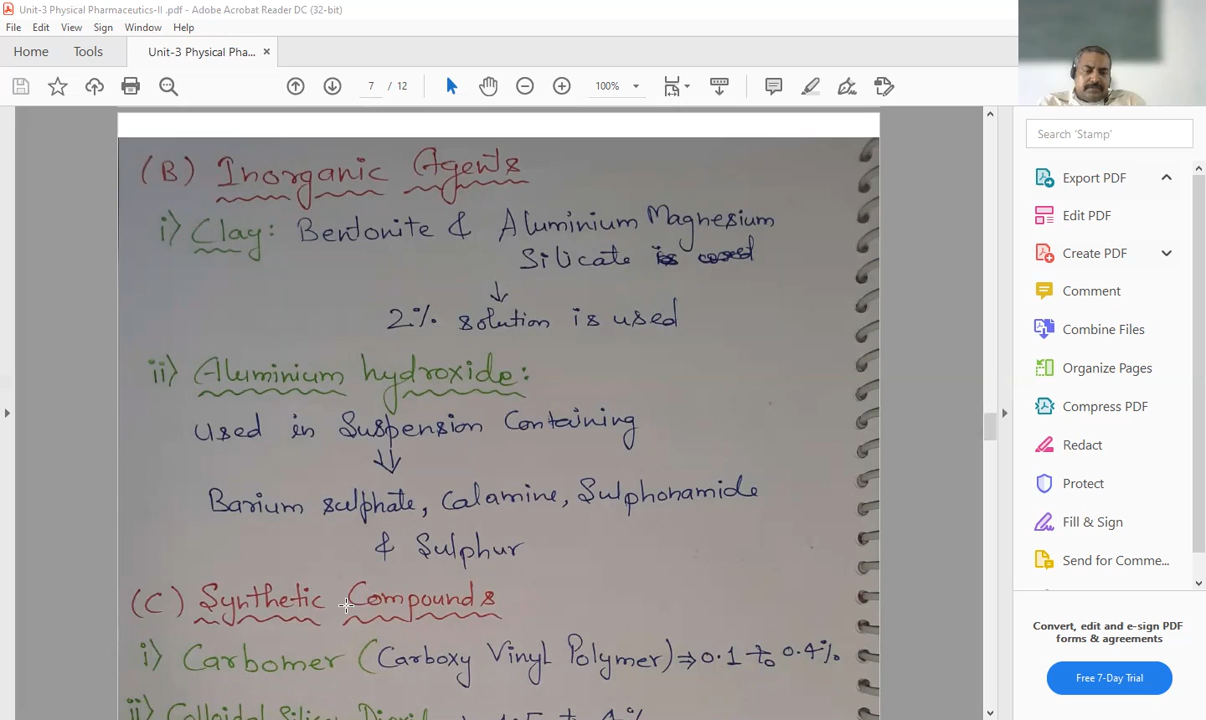 Unit-3 Physical Pharmaceutics-II .pdf - Adobe Acrobat Reader DC (32-bit)
File Edit View Sign Window Help
Home Tools Unit-3 Physical Pha... ×
7 / 12 100%
Search 'Stamp'
Export PDF
Edit PDF
Create PDF
Comment
Combine Files
Organize Pages
Compress PDF
Redact
Protect
Fill & Sign
Send for Comme...
Convert, edit and e-sign PDF
forms & agreements
Free 7-Day Trial
(B) Inorganic Agents
i) Clay: Bentonite & Aluminium Magnesium
Silicate
↓
2% solution is used
ii) Aluminium hydroxide:
Used in Suspension Containing
⇓
Barium sulphate, Calamine, Sulphonamide
& Sulphur
(C) Synthetic Compounds
i) Carbomer (Carboxy Vinyl Polymer) ⇒ 0.1 to 0.4%
ii) Colloidal Silicon